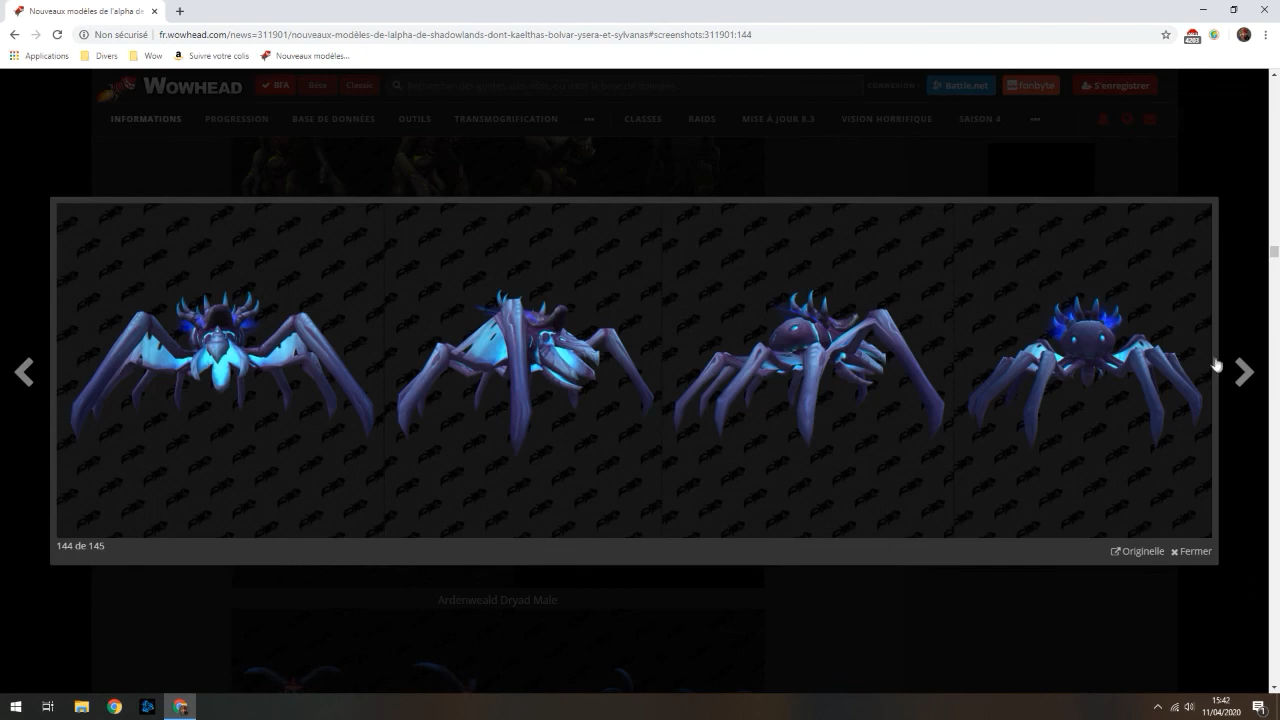 Nouveaux modèles de l'alpha de
Non sécurisé
fr.wowhead.com/news=311901/nouveaux-modèles-de-lalpha-de-shadowlands-dont-kaelthas-bolvar-ysera-et-sylvanas#screenshots:311901:144
Applications
Divers
Wow
Suivre votre colis
Nouveaux modèles...
WOWHEAD
BFA
Classic
CONNEXION
Battle.net
fanbyte
S'enregistrer
INFORMATIONS
PROGRESSION
BASE DE DONNÉES
OUTILS
TRANSMOGRIFICATION
CLASSES
RAIDS
MISE À JOUR 8.3
VISION HORRIFIQUE
SAISON 4
144 de 145
Originelle
Fermer
Ardenweald Dryad Male
15:42
11/04/2020